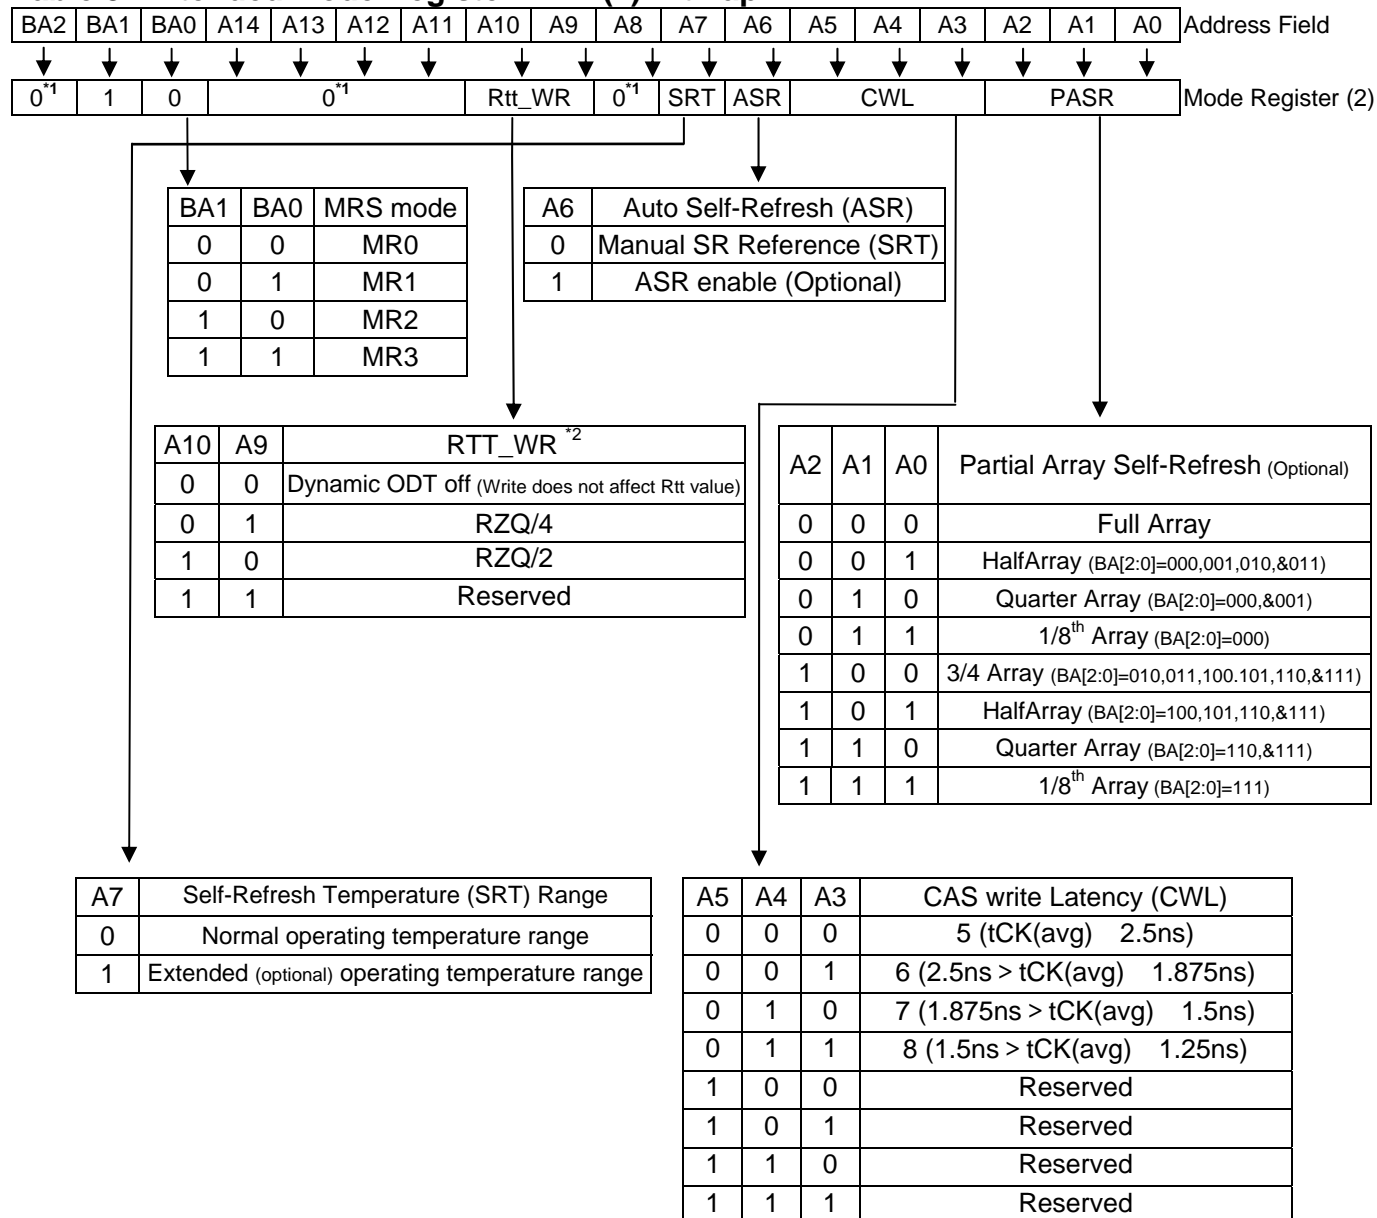 BA2 BA1 BA0 A14 A13 A12 A11 A10 A9 A8 A7 A6 A5 A4 A3 A2 A1 A0 Address Field
0*1 1 0 0*1 Rtt_WR 0*1 SRT ASR CWL PASR Mode Register (2)
BA1 BA0 MRS mode
0 0 MR0
0 1 MR1
1 0 MR2
1 1 MR3
A6 Auto Self-Refresh (ASR)
0 Manual SR Reference (SRT)
1 ASR enable (Optional)
A10 A9 RTT_WR *2
0 0 Dynamic ODT off (Write does not affect Rtt value)
0 1 RZQ/4
1 0 RZQ/2
1 1 Reserved
A2 A1 A0 Partial Array Self-Refresh (Optional)
0 0 0 Full Array
0 0 1 HalfArray (BA[2:0]=000,001,010,&011)
0 1 0 Quarter Array (BA[2:0]=000,&001)
0 1 1 1/8th Array (BA[2:0]=000)
1 0 0 3/4 Array (BA[2:0]=010,011,100.101,110,&111)
1 0 1 HalfArray (BA[2:0]=100,101,110,&111)
1 1 0 Quarter Array (BA[2:0]=110,&111)
1 1 1 1/8th Array (BA[2:0]=111)
A7 Self-Refresh Temperature (SRT) Range
0 Normal operating temperature range
1 Extended (optional) operating temperature range
A5 A4 A3 CAS write Latency (CWL)
0 0 0 5 (tCK(avg) 2.5ns)
0 0 1 6 (2.5ns > tCK(avg) 1.875ns)
0 1 0 7 (1.875ns > tCK(avg) 1.5ns)
0 1 1 8 (1.5ns > tCK(avg) 1.25ns)
1 0 0 Reserved
1 0 1 Reserved
1 1 0 Reserved
1 1 1 Reserved